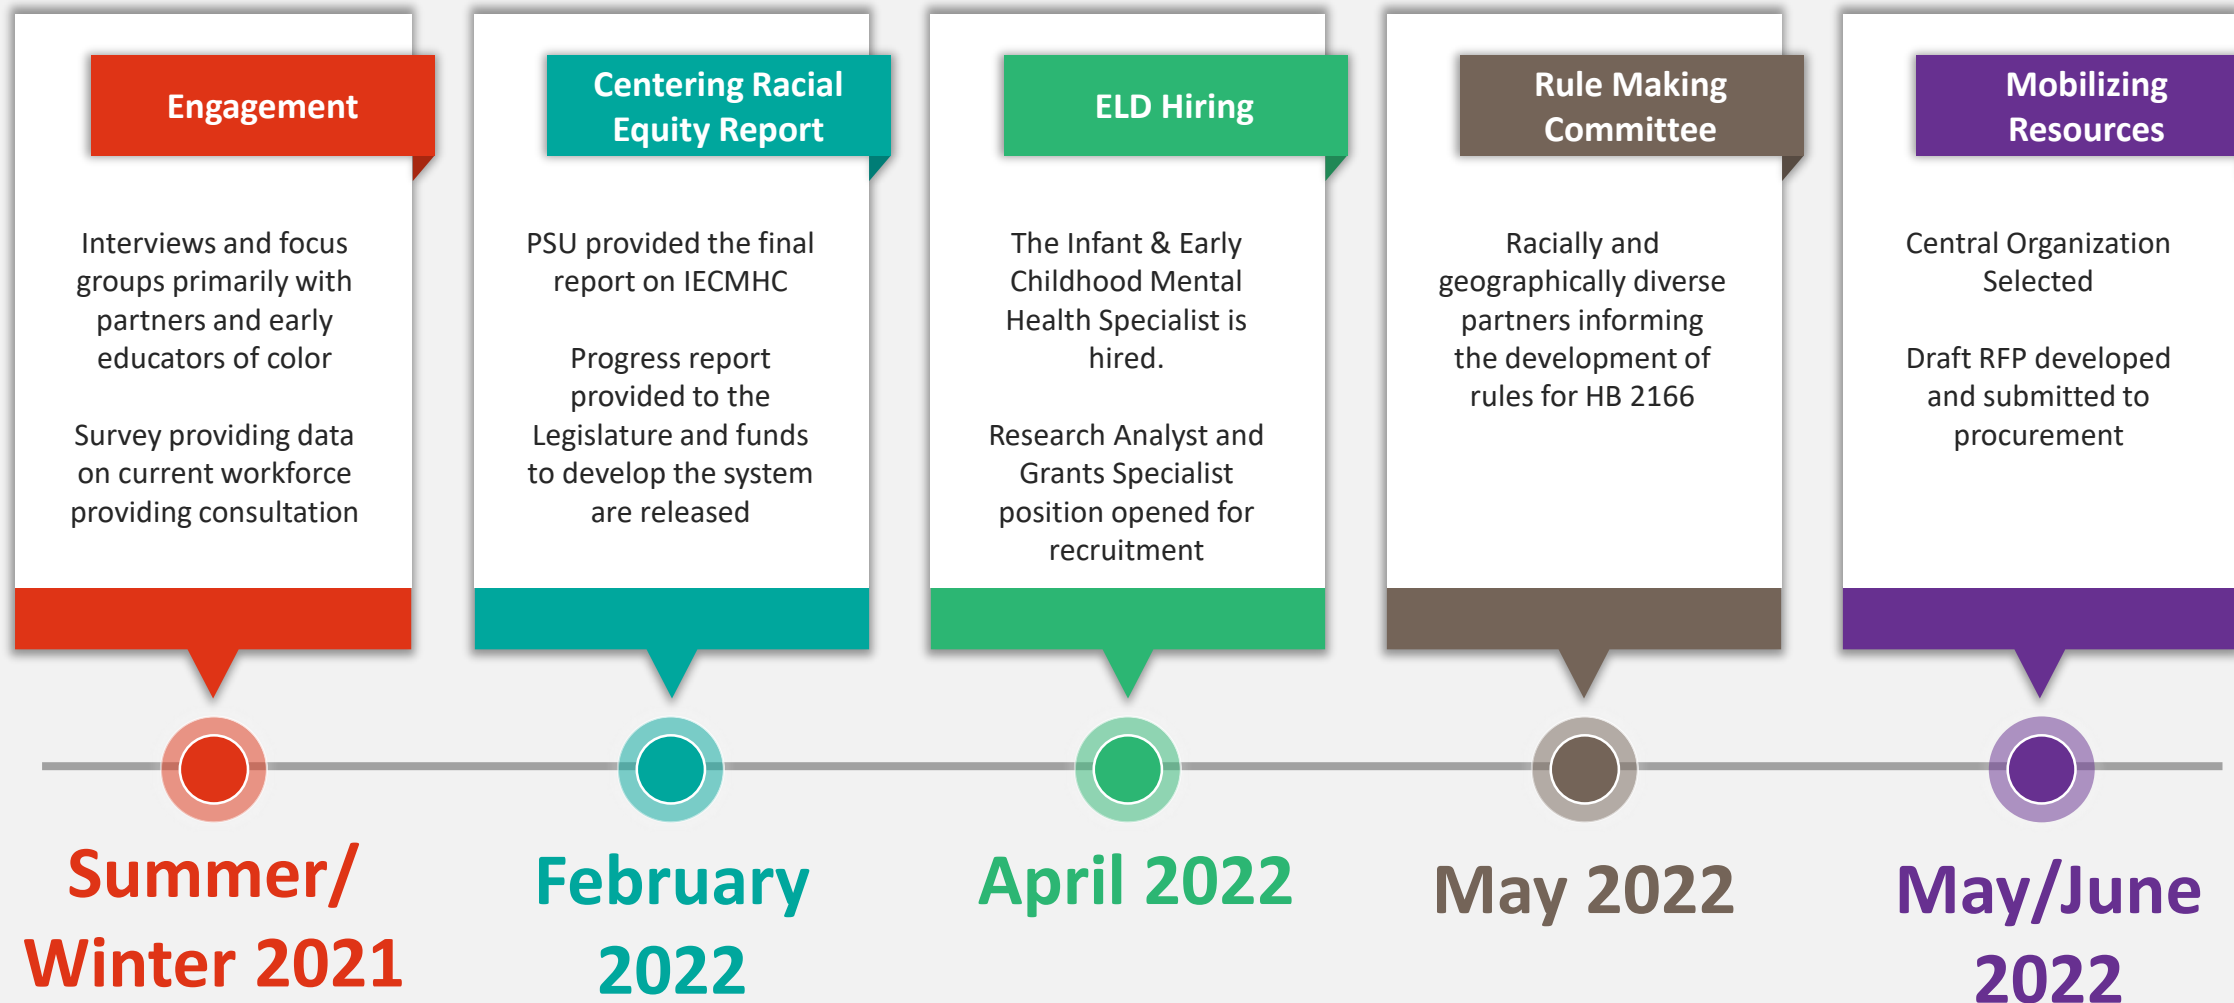 Engagement
Interviews and focus
groups primarily with
partners and early
educators of color
Survey providing data
on current workforce
providing consultation
Summer/
Winter 2021
Centering Racial
Equity Report
PSU provided the final
report on IECMHC
Progress report
provided to the
Legislature and funds
to develop the system
are released
February
2022
ELD Hiring
The Infant & Early
Childhood Mental
Health Specialist is
hired.
Research Analyst and
Grants Specialist
position opened for
recruitment
April 2022
Rule Making
Committee
Racially and
geographically diverse
partners informing
the development of
rules for HB 2166
May 2022
Mobilizing
Resources
Central Organization
Selected
Draft RFP developed
and submitted to
procurement
May/June
2022